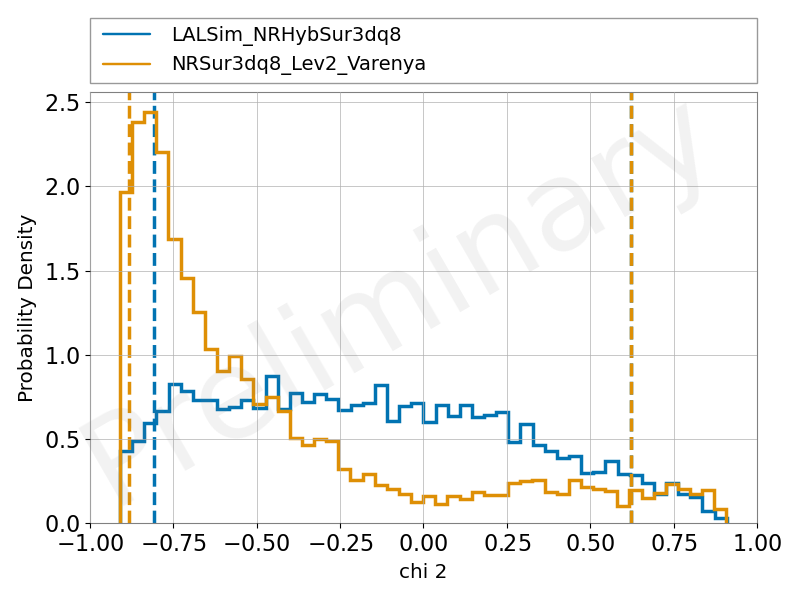 LALSim_NRHybSur3dq8
NRSur3dq8_Lev2_Varenya
Preliminary
Probability Density
2.5
2.0
1.5
1.0
0.5
0.0
−1.00 −0.75 −0.50 −0.25 0.00 0.25 0.50 0.75 1.00
chi 2